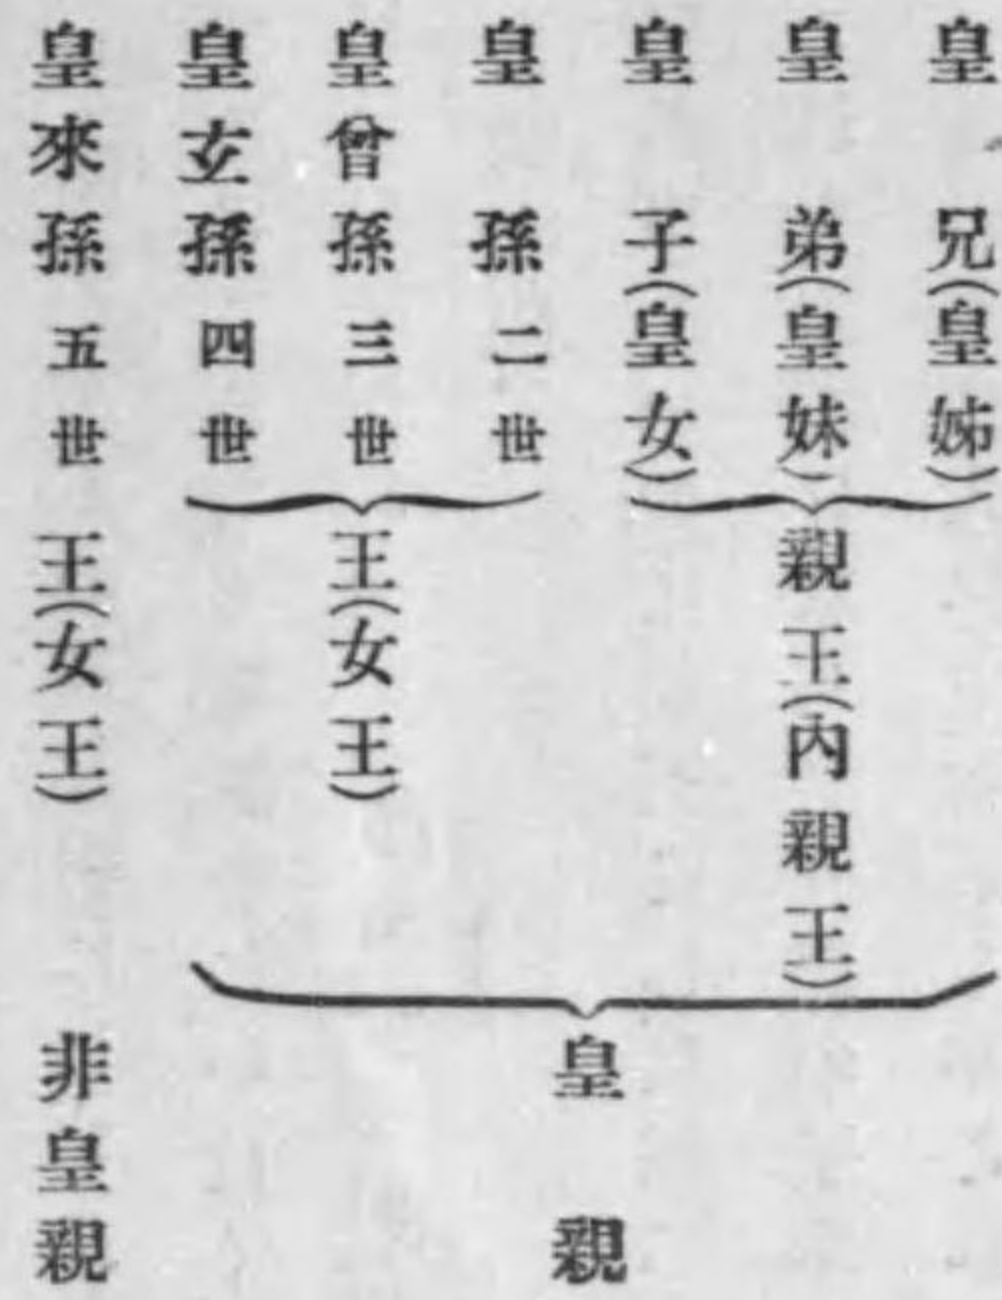 皇兄(皇姊)
皇弟(皇妹)
皇子(皇女)
親王(內親王)
皇孫二世
皇曾孫三世
皇玄孫四世
王(女王)
皇親
皇來孫五世王(女王)非皇親